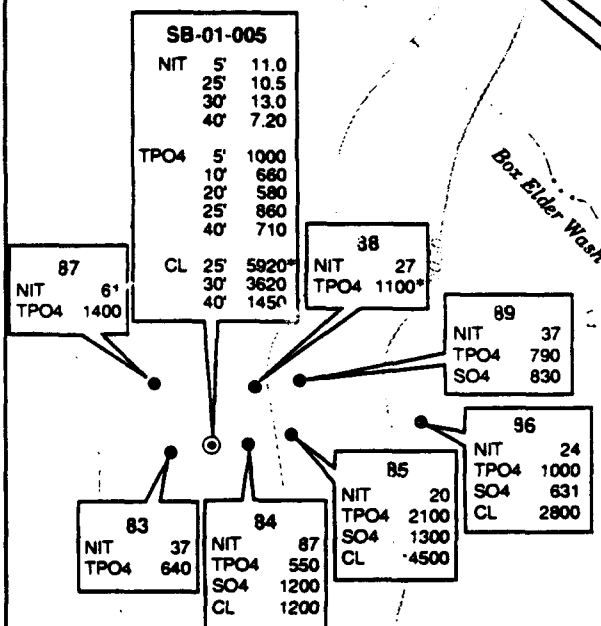 SB-01-005
NIT 5' 11.0
25' 10.5
30' 13.0
40' 7.20
TPO4 5' 1000
10' 660
20' 580
25' 860
40' 710
CL 25' 5920*
30' 3620
40' 1450
Box Elder Wash
87
NIT
TPO4 1400
88
NIT 27
TPO4 1100*
89
NIT 37
TPO4 790
SO4 830
96
NIT 24
TPO4 1000
SO4 631
CL 2800
85
NIT 20
TPO4 2100
SO4 1300
CL 4500
84
NIT 87
TPO4 550
SO4 1200
CL 1200
83
NIT 37
TPO4 640